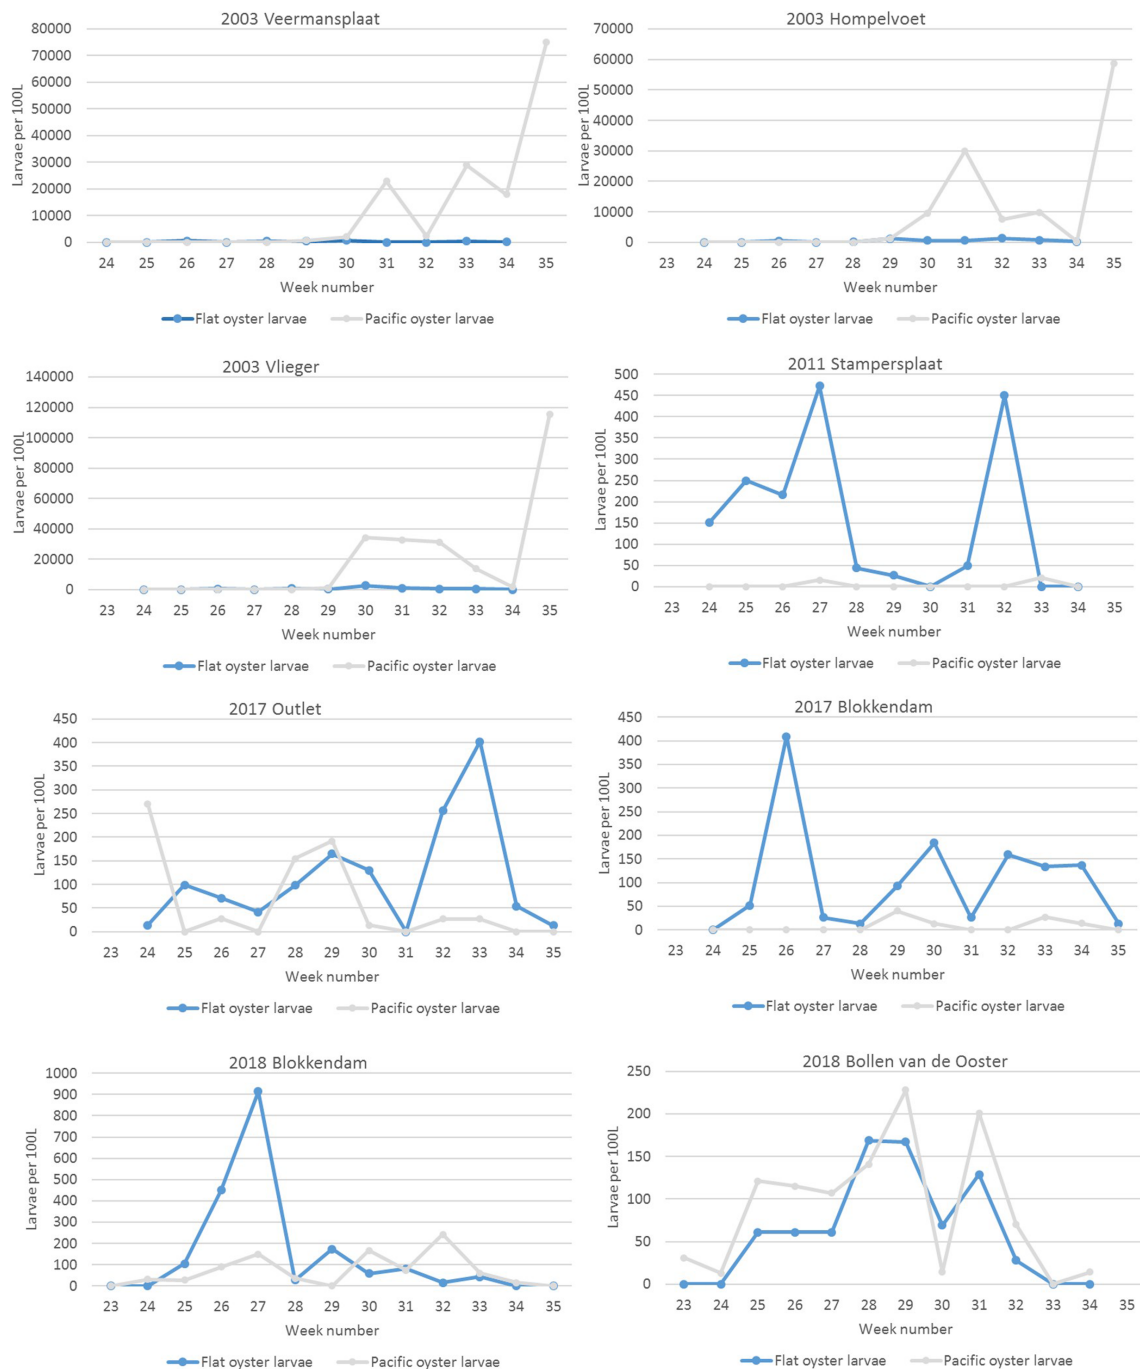 2003 Veermansplaat
80000
70000
60000
50000
40000
30000
20000
10000
0
Larvae per 100L
24 25 26 27 28 29 30 31 32 33 34 35
Week number
Flat oyster larvae Pacific oyster larvae
2003 Hompelvoet
70000
60000
50000
40000
30000
20000
10000
0
Larvae per 100L
23 24 25 26 27 28 29 30 31 32 33 34 35
Week number
Flat oyster larvae Pacific oyster larvae
2003 Vlieger
140000
120000
100000
80000
60000
40000
20000
0
Larvae per 100L
23 24 25 26 27 28 29 30 31 32 33 34 35
Week number
Flat oyster larvae Pacific oyster larvae
2011 Stampersplaat
500
450
400
350
300
250
200
150
100
50
0
Larvae per 100L
23 24 25 26 27 28 29 30 31 32 33 34 35
Week number
Flat oyster larvae Pacific oyster larvae
2017 Outlet
450
400
350
300
250
200
150
100
50
0
Larvae per 100L
23 24 25 26 27 28 29 30 31 32 33 34 35
Week number
Flat oyster larvae Pacific oyster larvae
2017 Blokkendam
450
400
350
300
250
200
150
100
50
0
Larvae per 100L
23 24 25 26 27 28 29 30 31 32 33 34 35
Week number
Flat oyster larvae Pacific oyster larvae
2018 Blokkendam
1000
900
800
700
600
500
400
300
200
100
0
Larvae per 100L
23 24 25 26 27 28 29 30 31 32 33 34 35
Week number
Flat oyster larvae Pacific oyster larvae
2018 Bollen van de Ooster
250
200
150
100
50
0
Larvae per 100L
23 24 25 26 27 28 29 30 31 32 33 34 35
Week number
Flat oyster larvae Pacific oyster larvae